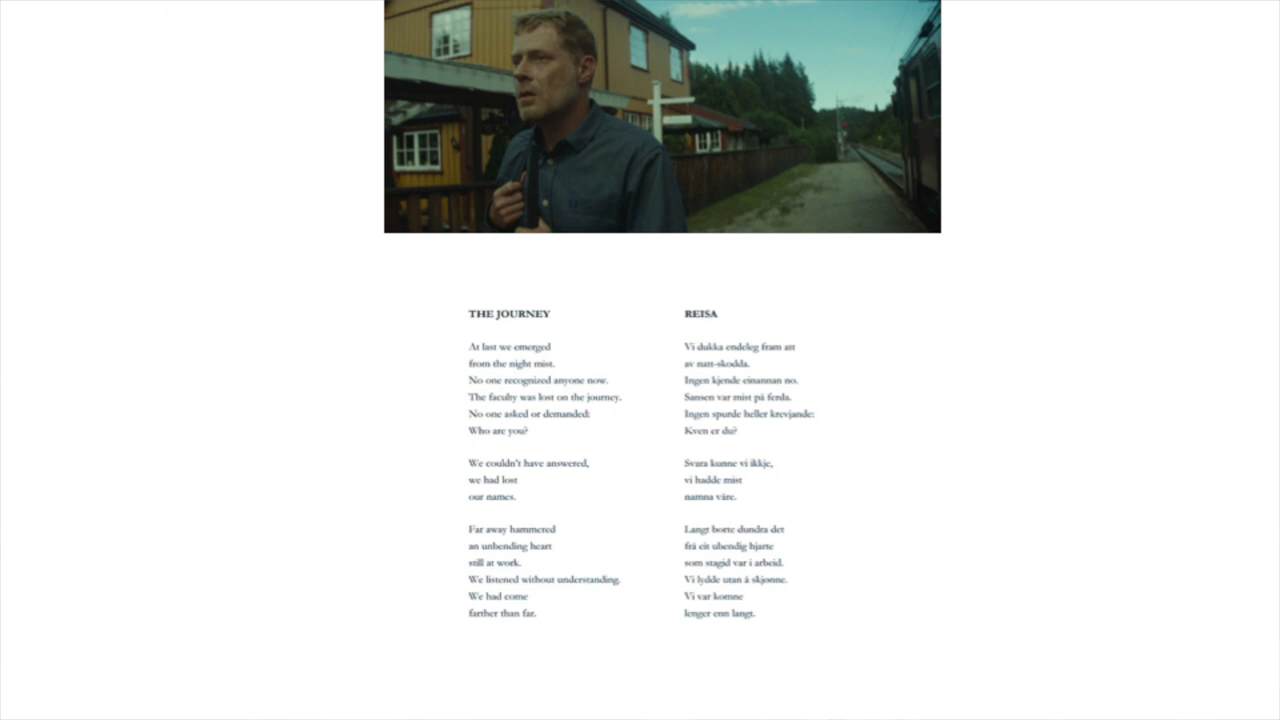 THE JOURNEY
At last we emerged
from the night mist.
No one recognized anyone now.
The faculty was lost on the journey.
No one asked or demanded:
Who are you?
We couldn't have answered,
we had lost
our names.
Far away hammered
an unbending heart
still at work.
We listened without understanding.
We had come
farther than far.
REISA
Vi dukka endeleg fram att
av natt-skodda.
Ingen kjende einannan no.
Sansen var mist på ferda.
Ingen spurde heller krevjande:
Kven er du?
Svara kunne vi ikkje,
vi hadde mist
namna våre.
Langt borte dundra det
frå eit ubendig hjarte
som stagid var i arbeid.
Vi lydde utan å skjønne.
Vi var komne
lenger enn langt.